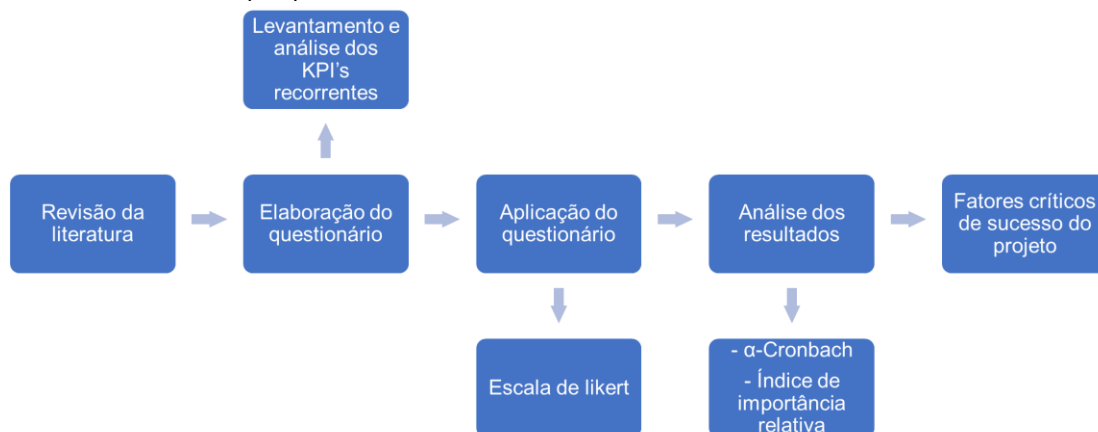 Levantamento e
análise dos
KPI's
recorrentes
Revisão da
literatura
Elaboração do
questionário
Aplicação do
questionário
Análise dos
resultados
Fatores críticos
de sucesso do
projeto
Escala de likert
- α-Cronbach
- Índice de
importância
relativa